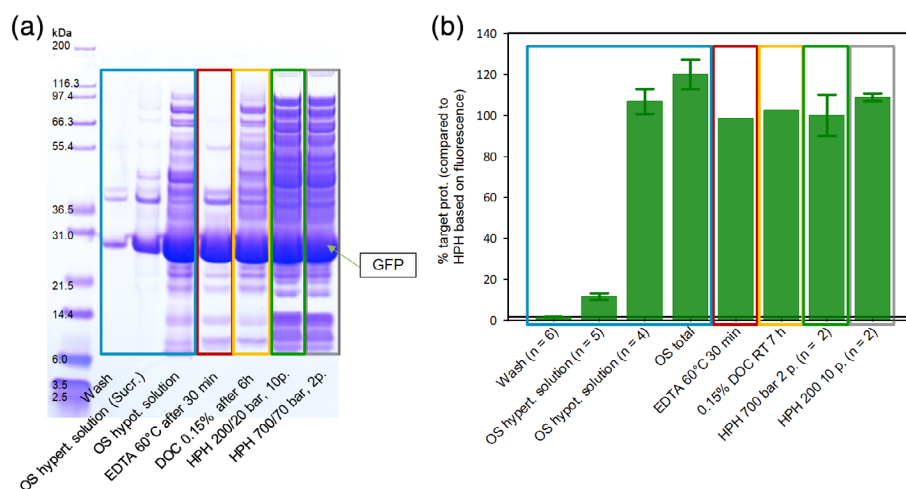 (a)
kDa
200
116.3
97.4
66.3
55.4
36.5
31.0
21.5
14.4
6.0
3.5
2.5
GFP
Wash
OS hypert. solution (Sucr.)
OS hypot. solution
EDTA 60°C after 30 min
DOC 0.15% after 6h
HPH 200/20 bar, 10p.
HPH 700/70 bar, 2p.
(b)
% target prot. (compared to
HPH based on fluorescence)
140
120
100
80
60
40
20
0
Wash (n = 6)
OS hypert. solution (n = 5)
OS hypot. solution (n = 4)
OS total
EDTA 60°C 30 min
0.15% DOC RT 7 h
HPH 700 bar 2 p. (n = 2)
HPH 200 10 p. (n = 2)